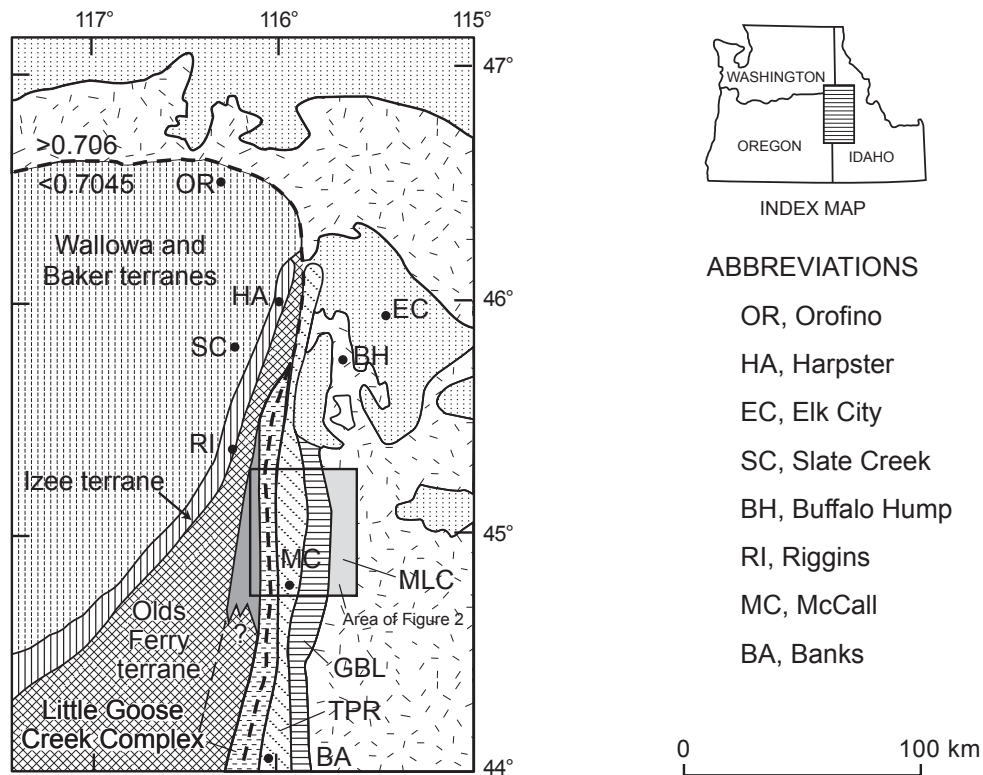 117°
116°
115°
47°
>0.706
<0.7045
OR
Wallowa and
Baker terranes
46°
HA
EC
SC
BH
RI
Izee terrane
45°
MC
MLC
Area of Figure 2
Olds
Ferry
terrane
?
GBL
Little Goose
Creek Complex
TPR
BA
44°
WASHINGTON
OREGON
IDAHO
INDEX MAP
ABBREVIATIONS
OR, Orofino
HA, Harpster
EC, Elk City
SC, Slate Creek
BH, Buffalo Hump
RI, Riggins
MC, McCall
BA, Banks
0 100 km